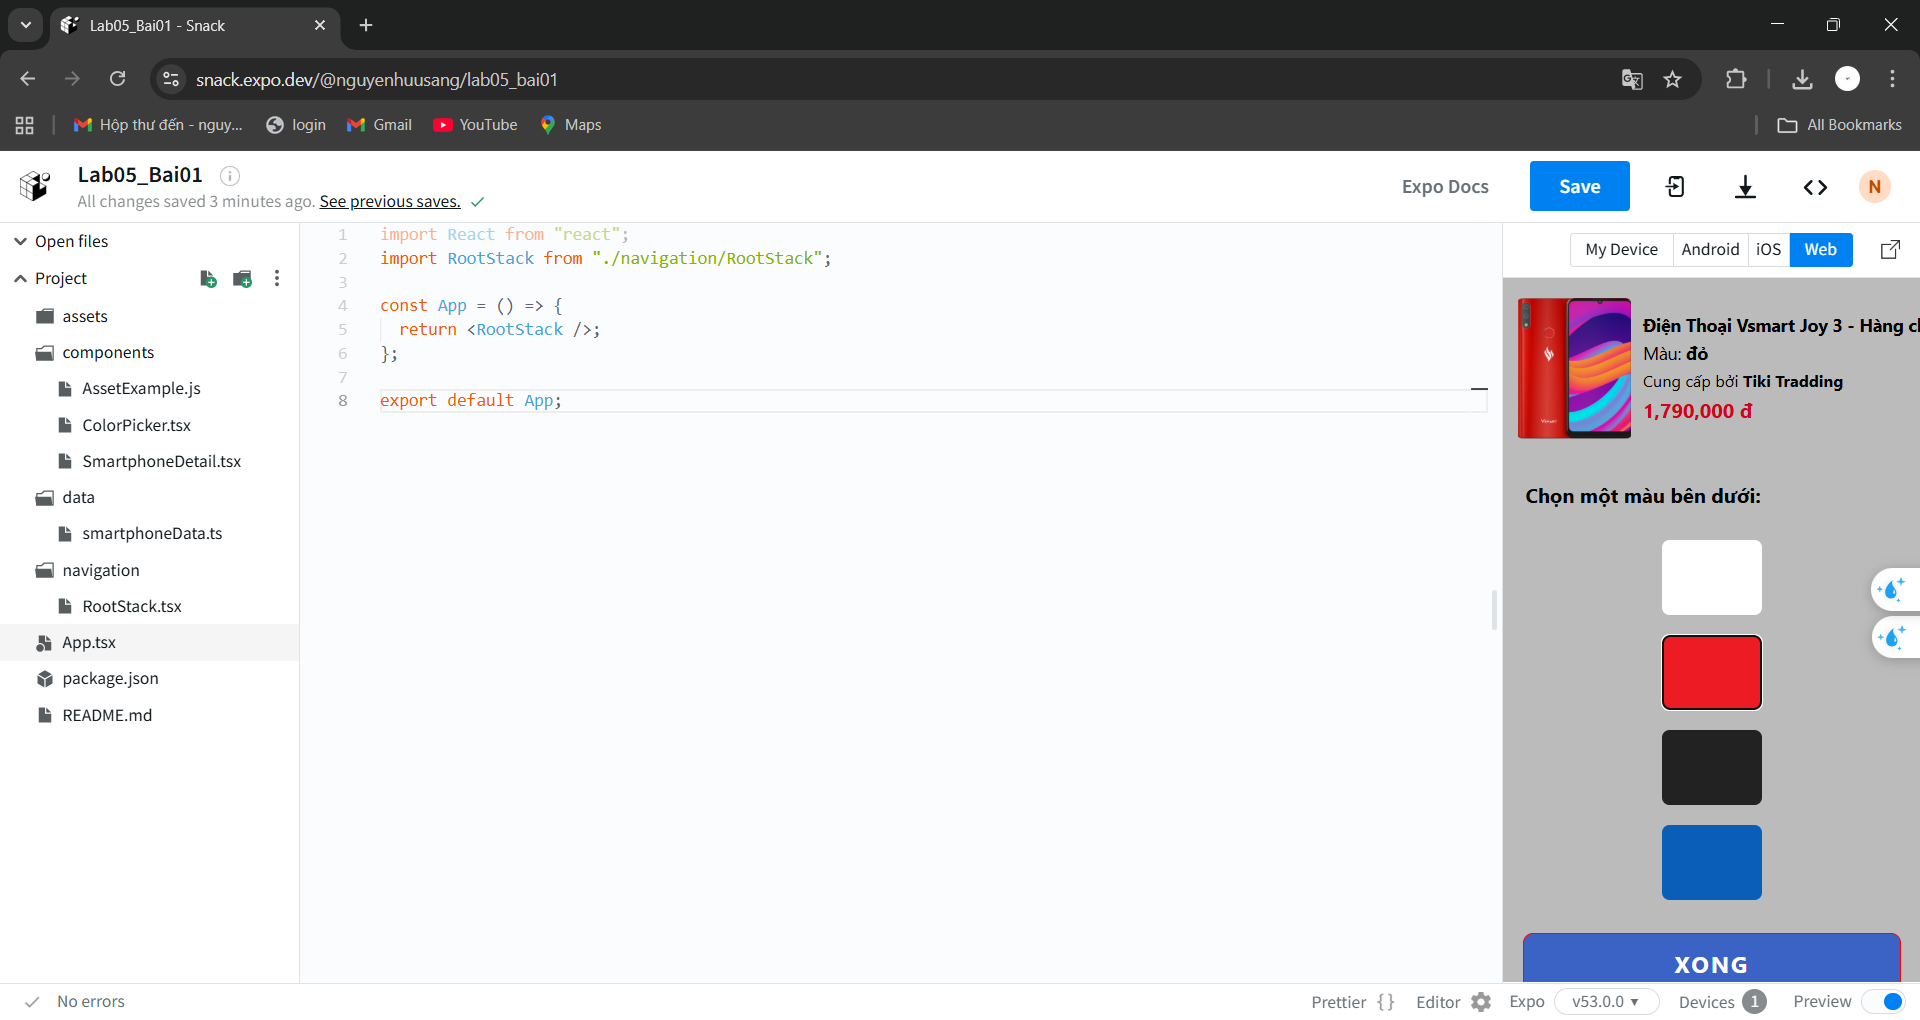 Lab05_Bai01 - Snack
snack.expo.dev/@nguyenhuusang/lab05_bai01
Hộp thư đến - nguy...
login
Gmail
YouTube
Maps
All Bookmarks
Lab05_Bai01
All changes saved 3 minutes ago. See previous saves.
Expo Docs
Save
N
Open files
Project
assets
components
AssetExample.js
ColorPicker.tsx
SmartphoneDetail.tsx
data
smartphoneData.ts
navigation
RootStack.tsx
App.tsx
package.json
README.md
1 import React from "react";
2 import RootStack from "./navigation/RootStack";
3
4 const App = () => {
5 return <RootStack />;
6 };
7
8 export default App;
My Device Android iOS Web
Điện Thoại Vsmart Joy 3 - Hàng c
Màu: đỏ
Cung cấp bởi Tiki Tradding
1,790,000 đ
Chọn một màu bên dưới:
XONG
No errors
Prettier {} Editor Expo v53.0.0 ▾ Devices 1 Preview